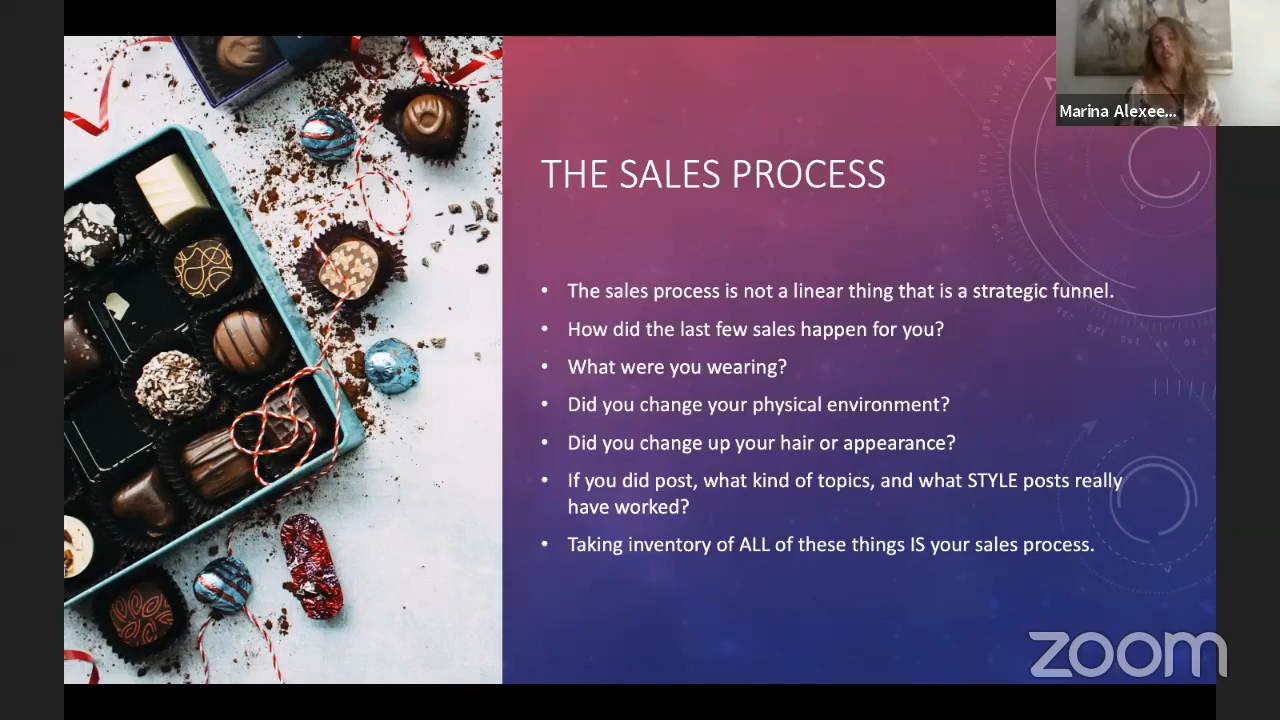 Marina Alexee...
THE SALES PROCESS
• The sales process is not a linear thing that is a strategic funnel.
• How did the last few sales happen for you?
• What were you wearing?
• Did you change your physical environment?
• Did you change up your hair or appearance?
• If you did post, what kind of topics, and what STYLE posts really
have worked?
• Taking inventory of ALL of these things IS your sales process.
zoom